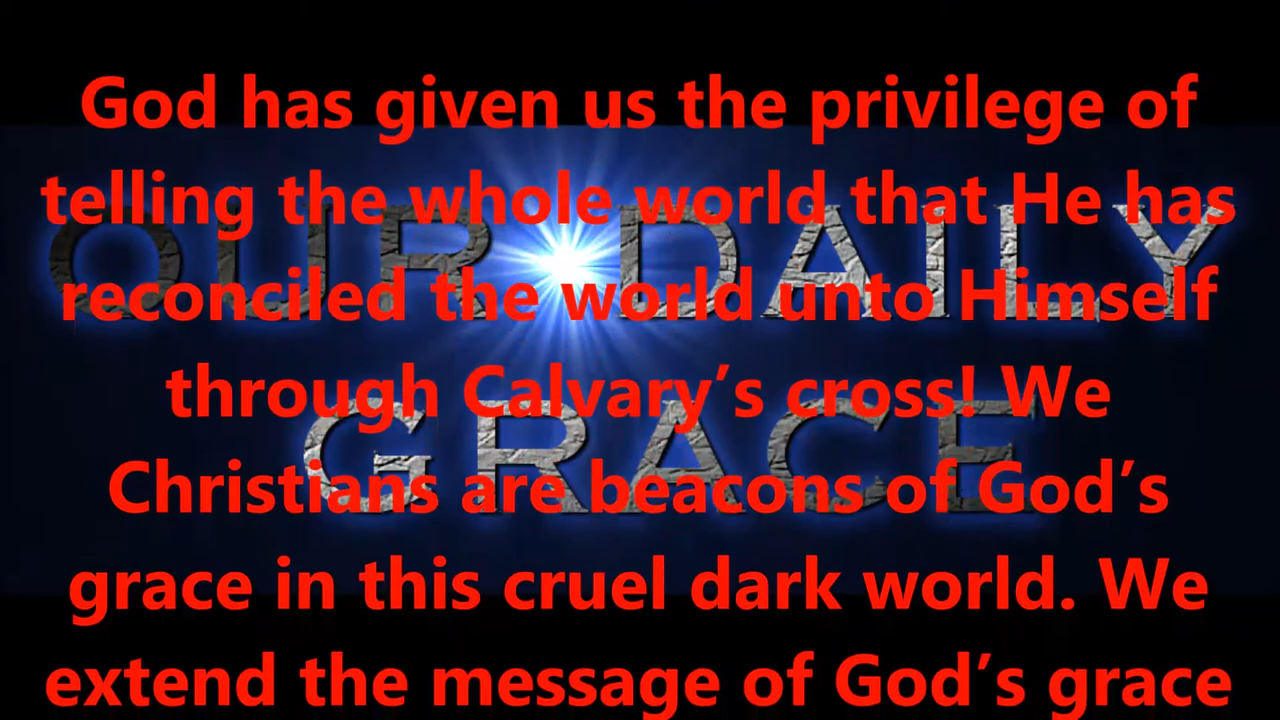 God has given us the privilege of
telling the whole world that He has
OUR DAILY
reconciled the world unto Himself
through Calvary’s cross! We
GRACE
Christians are beacons of God’s
grace in this cruel dark world. We
extend the message of God’s grace